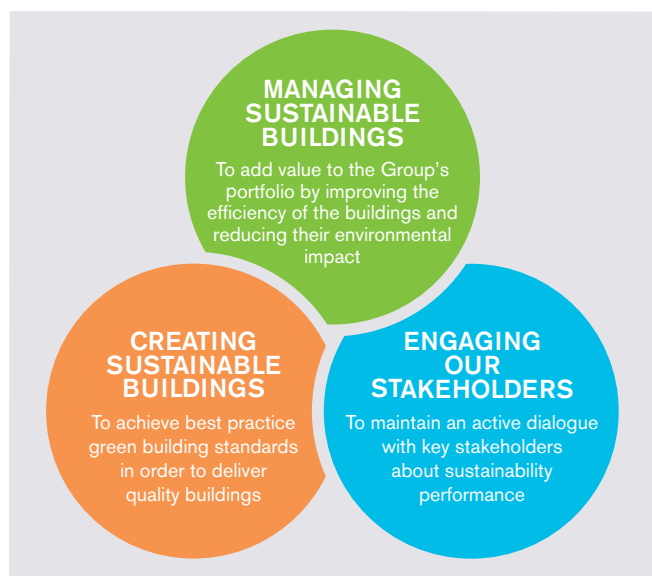 MANAGING
SUSTAINABLE
BUILDINGS
To add value to the Group's
portfolio by improving the
efficiency of the buildings and
reducing their environmental
impact
CREATING
SUSTAINABLE
BUILDINGS
To achieve best practice
green building standards
in order to deliver
quality buildings
ENGAGING
OUR
STAKEHOLDERS
To maintain an active dialogue
with key stakeholders
about sustainability
performance